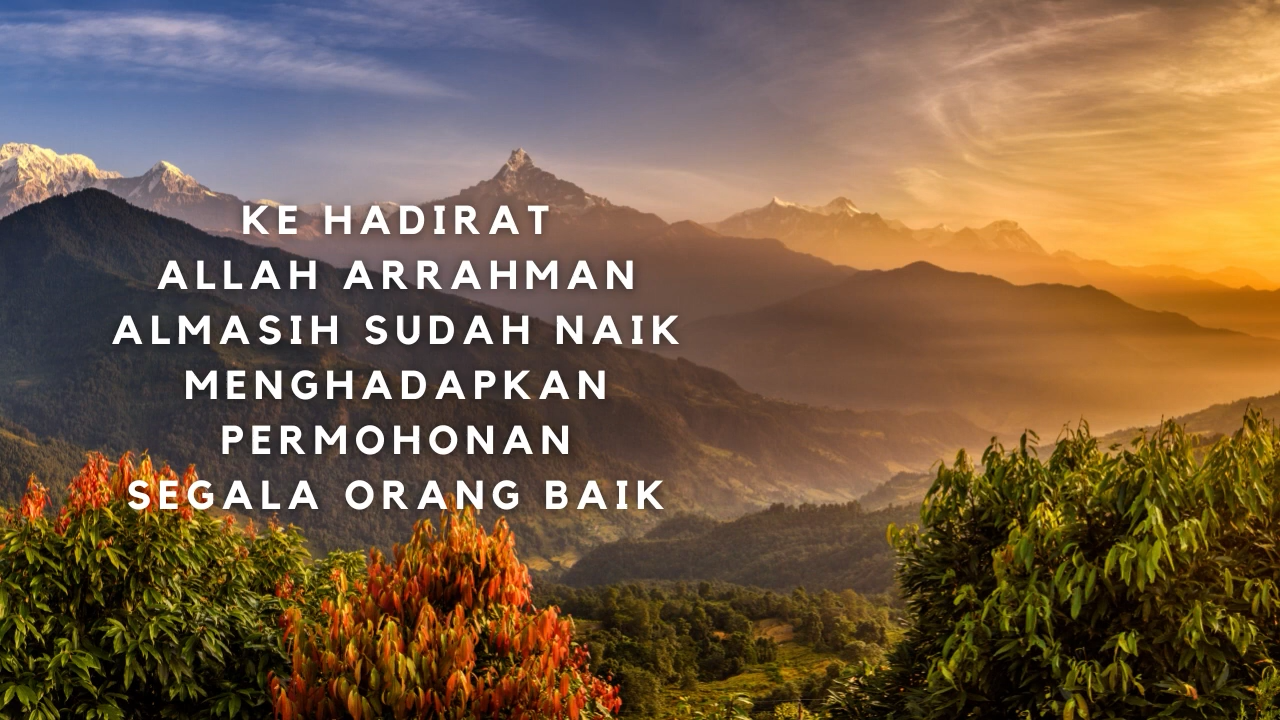 KE HADIRAT
ALLAH ARRAHMAN
ALMASIH SUDAH NAIK
MENGHADAPKAN
PERMOHONAN
SEGALA ORANG BAIK